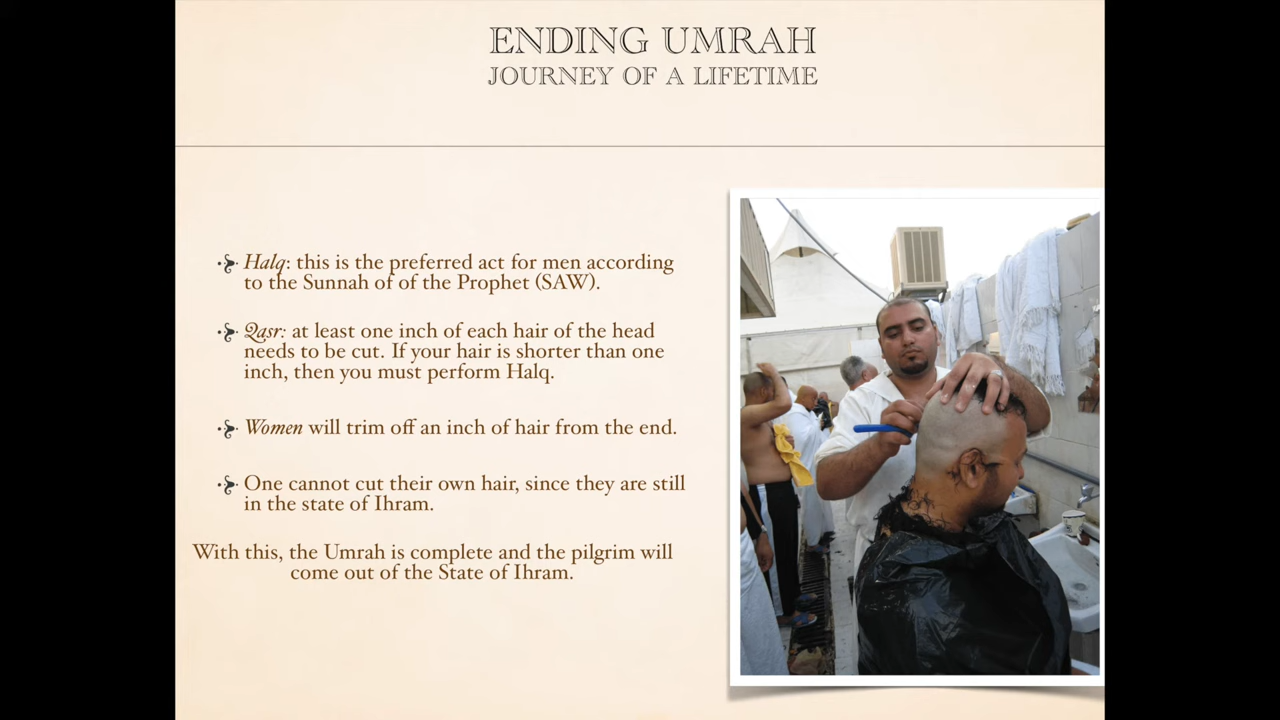 ENDING UMRAH
JOURNEY OF A LIFETIME
Halq: this is the preferred act for men according
to the Sunnah of of the Prophet (SAW).
Qasr: at least one inch of each hair of the head
needs to be cut. If your hair is shorter than one
inch, then you must perform Halq.
Women will trim off an inch of hair from the end.
One cannot cut their own hair, since they are still
in the state of Ihram.
With this, the Umrah is complete and the pilgrim will
come out of the State of Ihram.